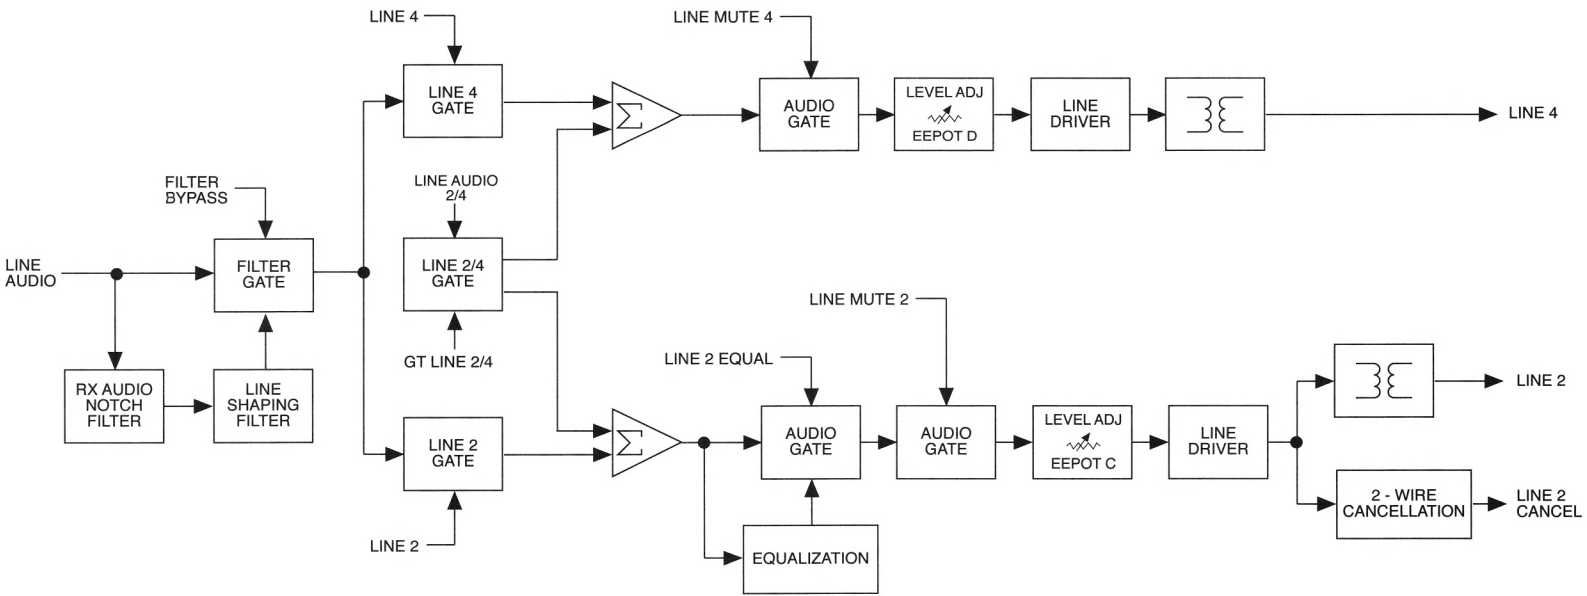 LINE 4
LINE MUTE 4
LINE 4
GATE
Σ
AUDIO
GATE
LEVEL ADJ
EEPOT D
LINE
DRIVER
LINE 4
FILTER
BYPASS
LINE AUDIO
2/4
LINE
AUDIO
FILTER
GATE
LINE 2/4
GATE
GT LINE 2/4
RX AUDIO
NOTCH
FILTER
LINE
SHAPING
FILTER
LINE 2
GATE
LINE 2
Σ
LINE MUTE 2
LINE 2 EQUAL
AUDIO
GATE
AUDIO
GATE
LEVEL ADJ
EEPOT C
LINE
DRIVER
LINE 2
2 - WIRE
CANCELLATION
LINE 2
CANCEL
EQUALIZATION